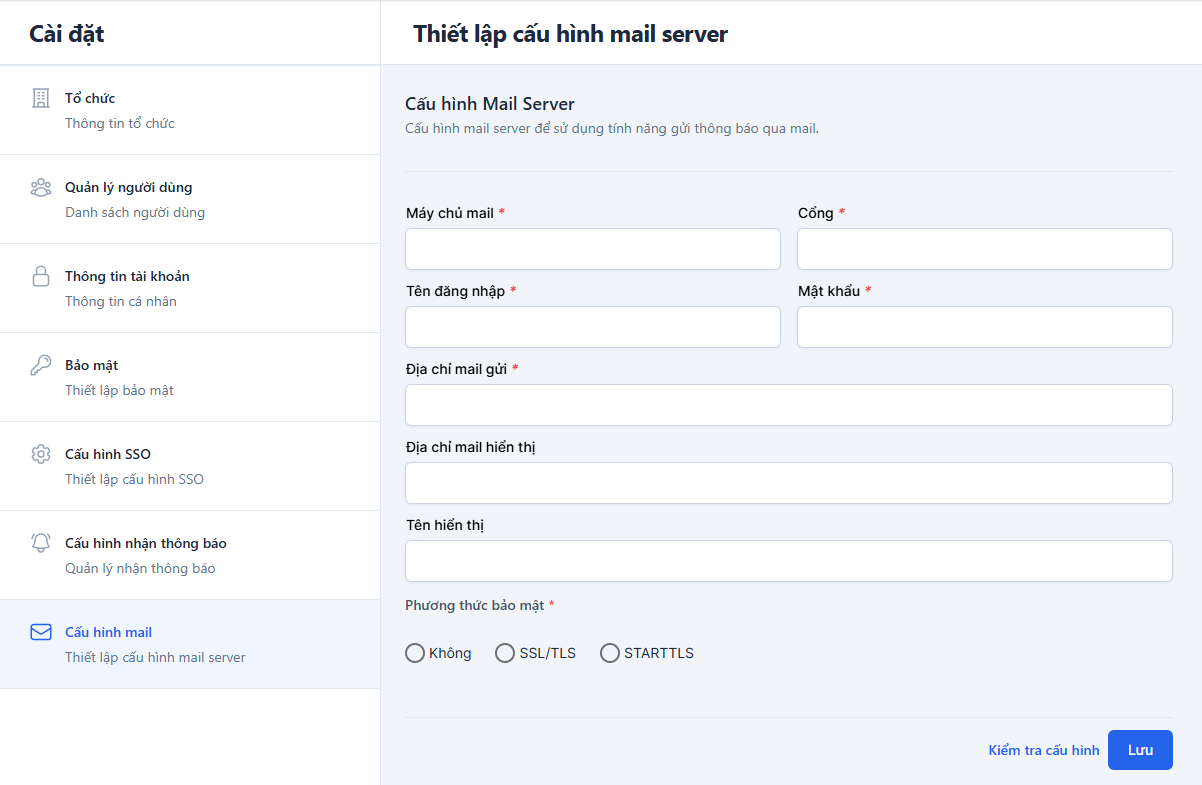 Cài đặt
Tổ chức
Thông tin tổ chức
Quản lý người dùng
Danh sách người dùng
Thông tin tài khoản
Thông tin cá nhân
Bảo mật
Thiết lập bảo mật
Cấu hình SSO
Thiết lập cấu hình SSO
Cấu hình nhận thông báo
Quản lý nhận thông báo
Cấu hình mail
Thiết lập cấu hình mail server
Thiết lập cấu hình mail server
Cấu hình Mail Server
Cấu hình mail server để sử dụng tính năng gửi thông báo qua mail.
Máy chủ mail * Cổng *
Tên đăng nhập * Mật khẩu *
Địa chỉ mail gửi *
Địa chỉ mail hiển thị
Tên hiển thị
Phương thức bảo mật *
Không SSL/TLS STARTTLS
Kiểm tra cấu hình Lưu